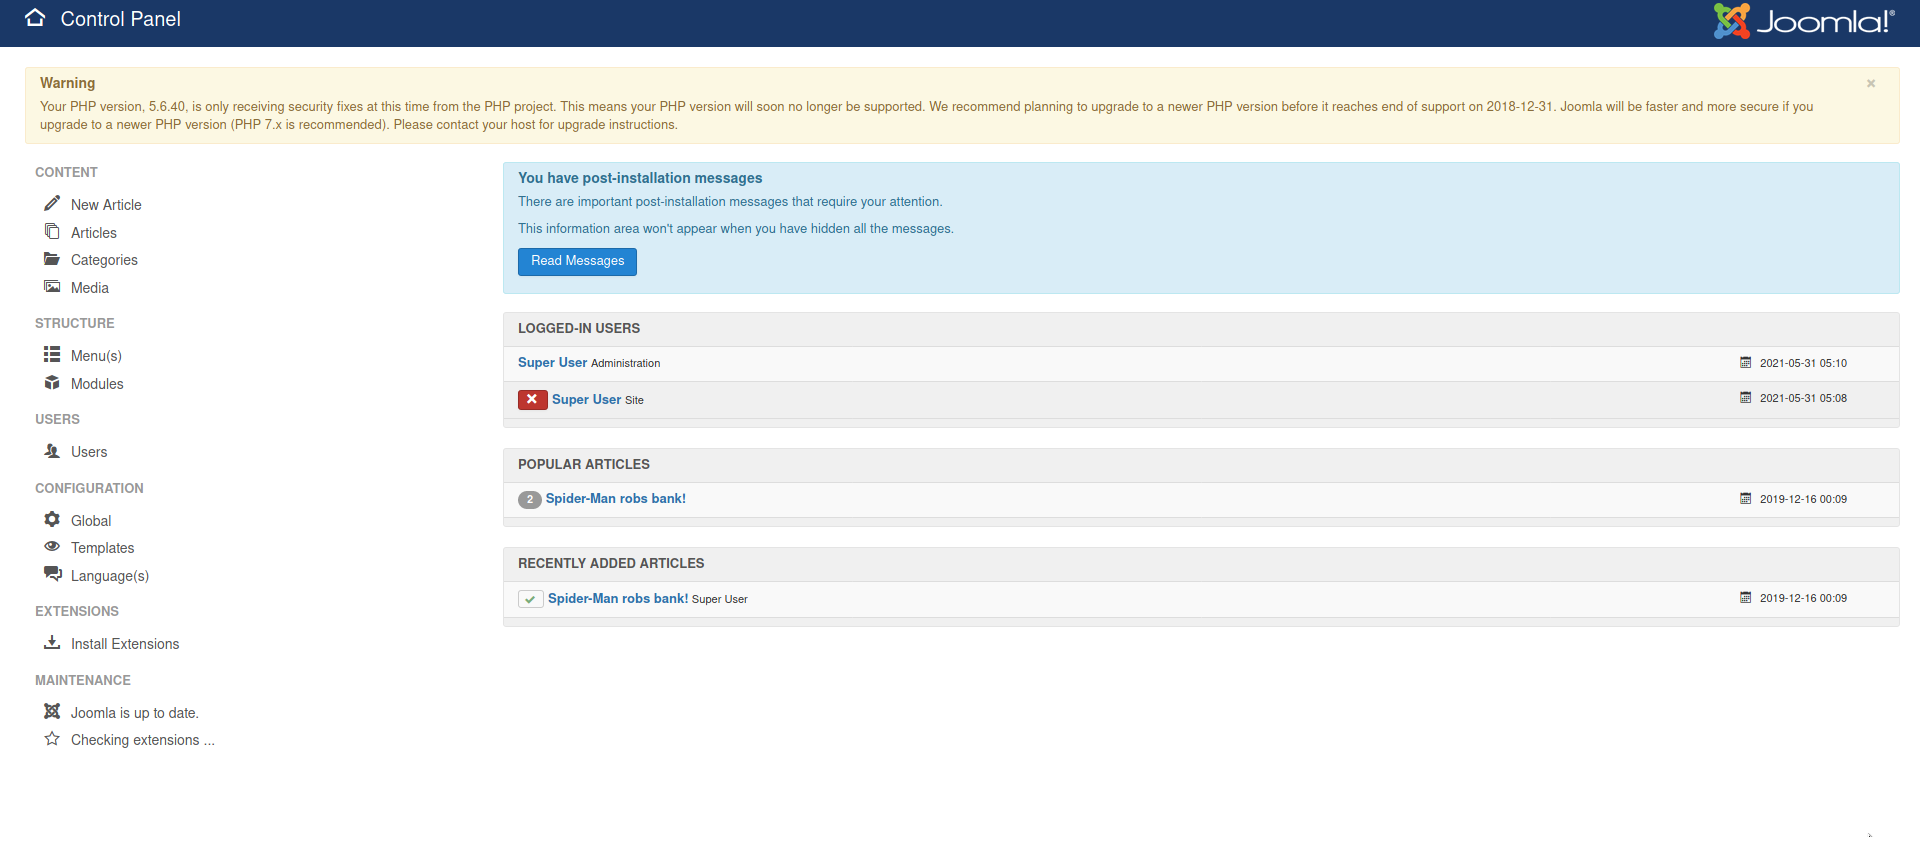 Control Panel
Joomla!®
Warning
×
Your PHP version, 5.6.40, is only receiving security fixes at this time from the PHP project. This means your PHP version will soon no longer be supported. We recommend planning to upgrade to a newer PHP version before it reaches end of support on 2018-12-31. Joomla will be faster and more secure if you
upgrade to a newer PHP version (PHP 7.x is recommended). Please contact your host for upgrade instructions.
CONTENT
New Article
Articles
Categories
Media
STRUCTURE
Menu(s)
Modules
USERS
Users
CONFIGURATION
Global
Templates
Language(s)
EXTENSIONS
Install Extensions
MAINTENANCE
Joomla is up to date.
Checking extensions ...
You have post-installation messages
There are important post-installation messages that require your attention.
This information area won't appear when you have hidden all the messages.
Read Messages
LOGGED-IN USERS
Super User Administration 2021-05-31 05:10
Super User Site 2021-05-31 05:08
POPULAR ARTICLES
2 Spider-Man robs bank! 2019-12-16 00:09
RECENTLY ADDED ARTICLES
Spider-Man robs bank! Super User 2019-12-16 00:09